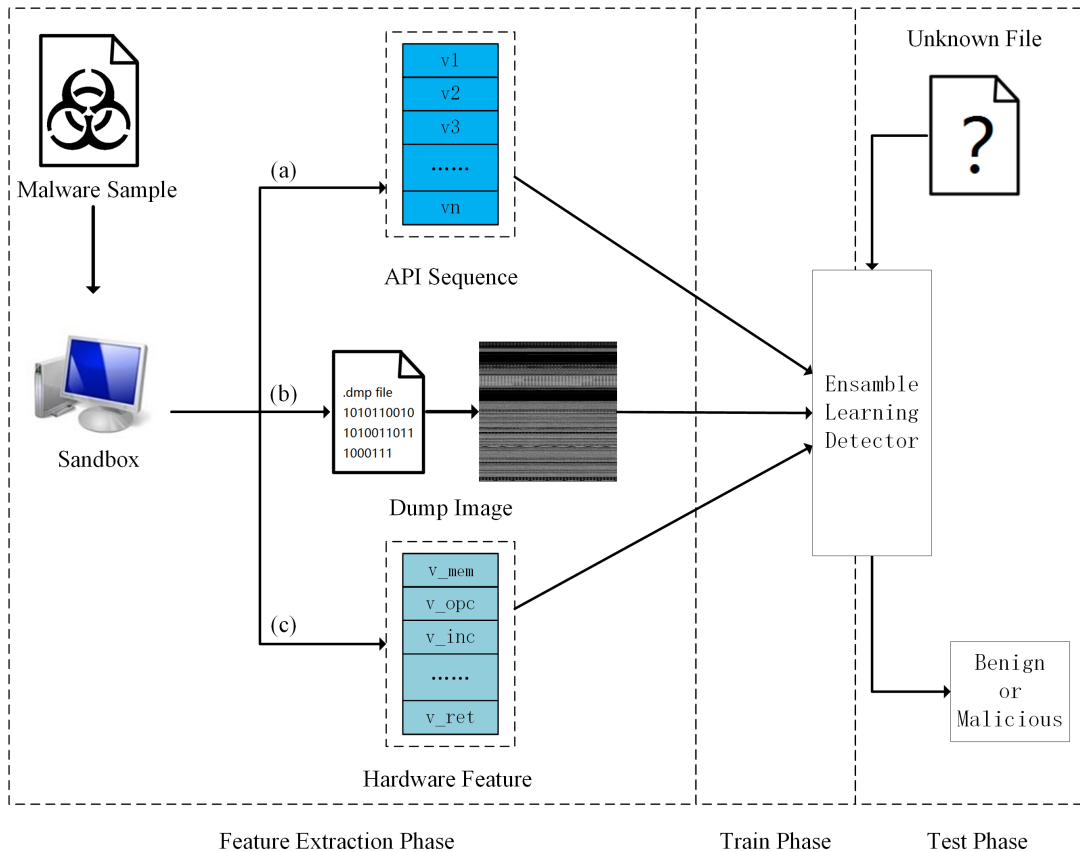 Malware Sample
Sandbox
(a)
v1
v2
v3
......
vn
API Sequence
(b)
.dmp file
1010110010
1010011011
1000111
Dump Image
(c)
v_mem
v_opc
v_inc
......
v_ret
Hardware Feature
Ensamble
Learning
Detector
Unknown File
?
Benign
or
Malicious
Feature Extraction Phase
Train Phase
Test Phase